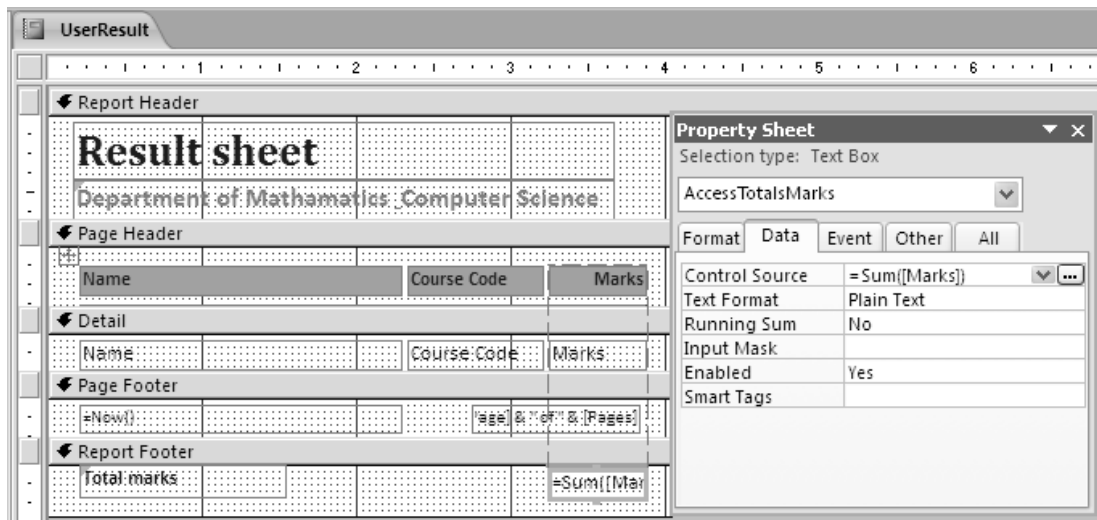 UserResult
1 2 3 4 5 6
Report Header
Result sheet
Department of Mathamatics Computer Science
Page Header
Name Course Code Marks
Detail
Name Course Code Marks
Page Footer
=Now() 'age] & " of " & [Pages]
Report Footer
Total marks =Sum([Mar
Property Sheet
Selection type: Text Box
AccessTotalsMarks
Format Data Event Other All
Control Source =Sum([Marks])
Text Format Plain Text
Running Sum No
Input Mask
Enabled Yes
Smart Tags